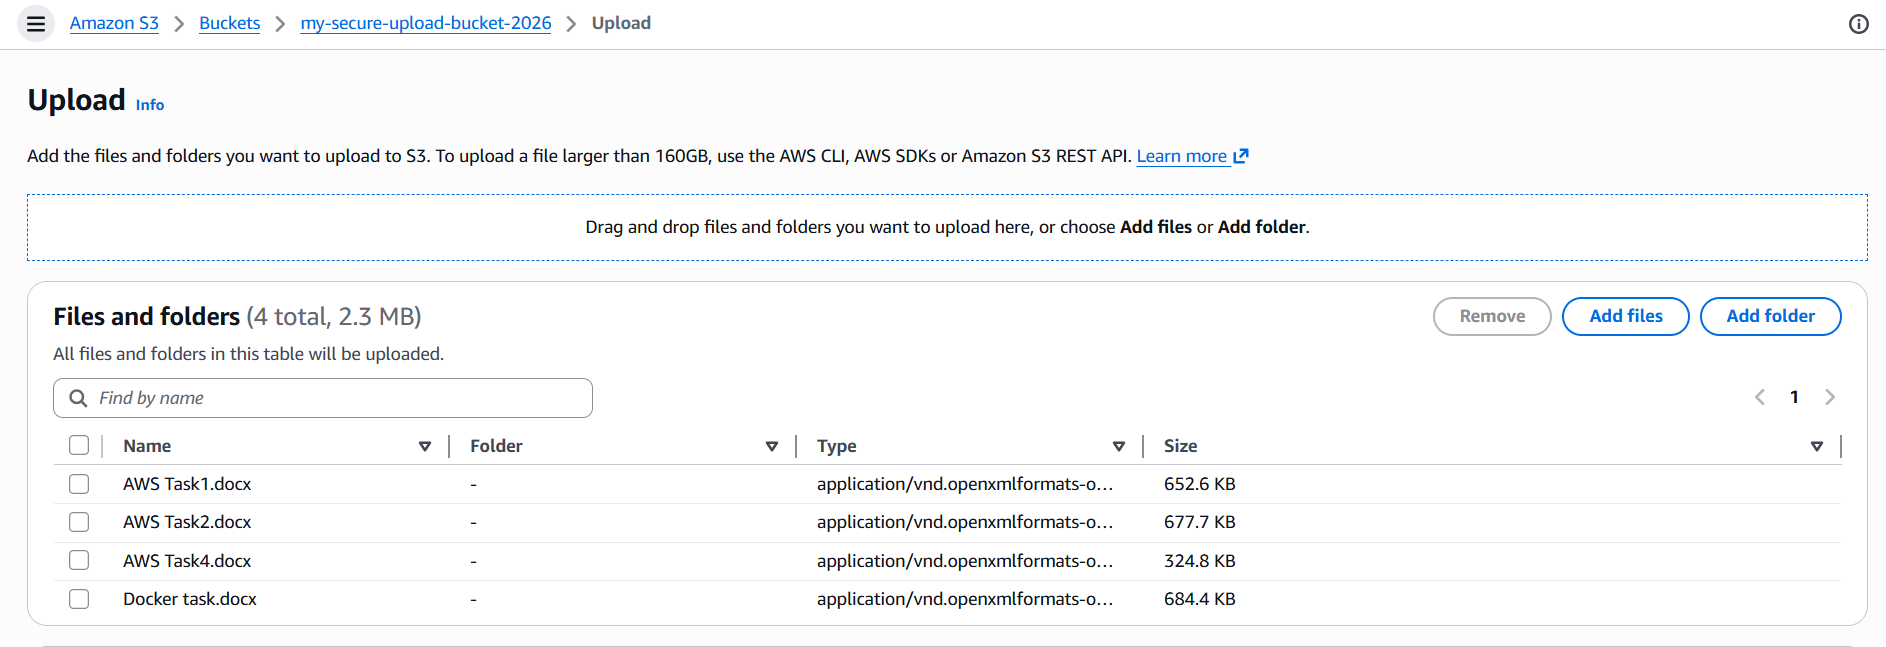 Amazon S3 > Buckets > my-secure-upload-bucket-2026 > Upload
Upload Info
Add the files and folders you want to upload to S3. To upload a file larger than 160GB, use the AWS CLI, AWS SDKs or Amazon S3 REST API. Learn more
Drag and drop files and folders you want to upload here, or choose Add files or Add folder.
Files and folders (4 total, 2.3 MB)
Remove Add files Add folder
All files and folders in this table will be uploaded.
Find by name
1
Name Folder Type Size
AWS Task1.docx - application/vnd.openxmlformats-o... 652.6 KB
AWS Task2.docx - application/vnd.openxmlformats-o... 677.7 KB
AWS Task4.docx - application/vnd.openxmlformats-o... 324.8 KB
Docker task.docx - application/vnd.openxmlformats-o... 684.4 KB